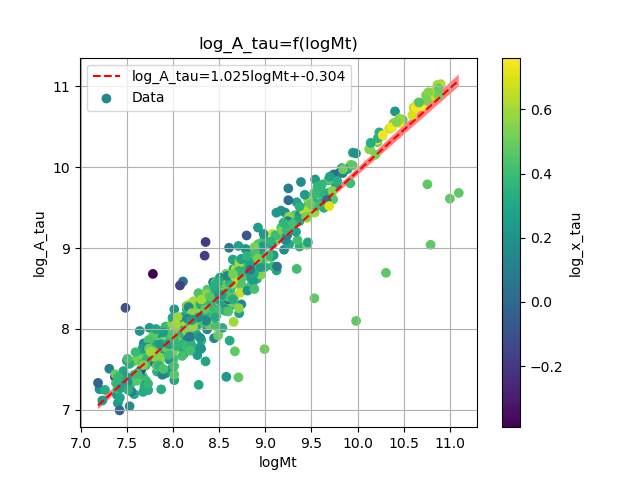 log_A_tau=f(logMt)
log_A_tau=1.025logMt+-0.304
Data
11
10
9
8
7
log_A_tau
7.0 7.5 8.0 8.5 9.0 9.5 10.0 10.5 11.0
logMt
0.6
0.4
0.2
0.0
−0.2
log_x_tau